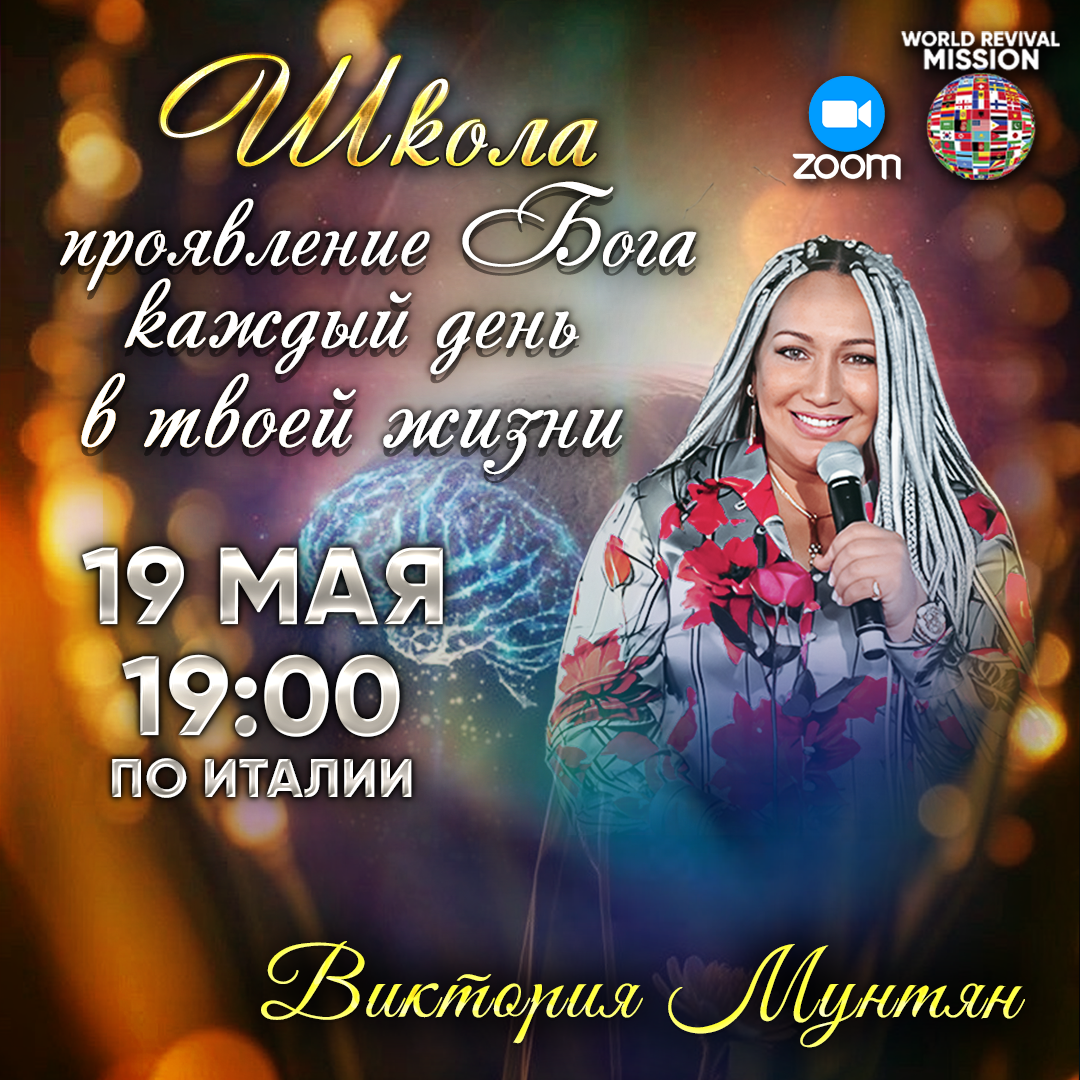 WORLD REVIVAL
MISSION
zoom
Школа
проявление Бога
каждый день
в твоей жизни
19 МАЯ
19:00
ПО ИТАЛИИ
Виктория Мунтян